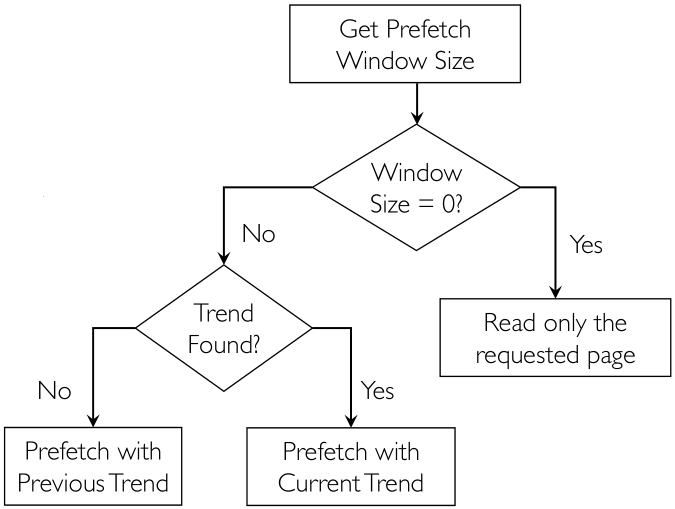 Get Prefetch
Window Size
Window
Size = 0?
No
Yes
Trend
Found?
Read only the
requested page
No
Yes
Prefetch with
Previous Trend
Prefetch with
Current Trend